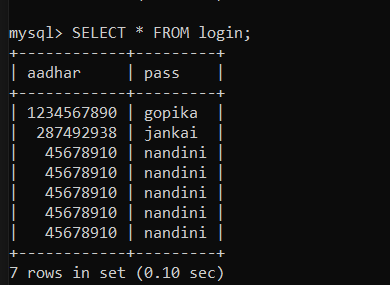 mysql> SELECT * FROM login;
+------------+---------+
| aadhar     | pass    |
+------------+---------+
| 1234567890 | gopika  |
|  287492938 | jankai  |
|   45678910 | nandini |
|   45678910 | nandini |
|   45678910 | nandini |
|   45678910 | nandini |
|   45678910 | nandini |
+------------+---------+
7 rows in set (0.10 sec)